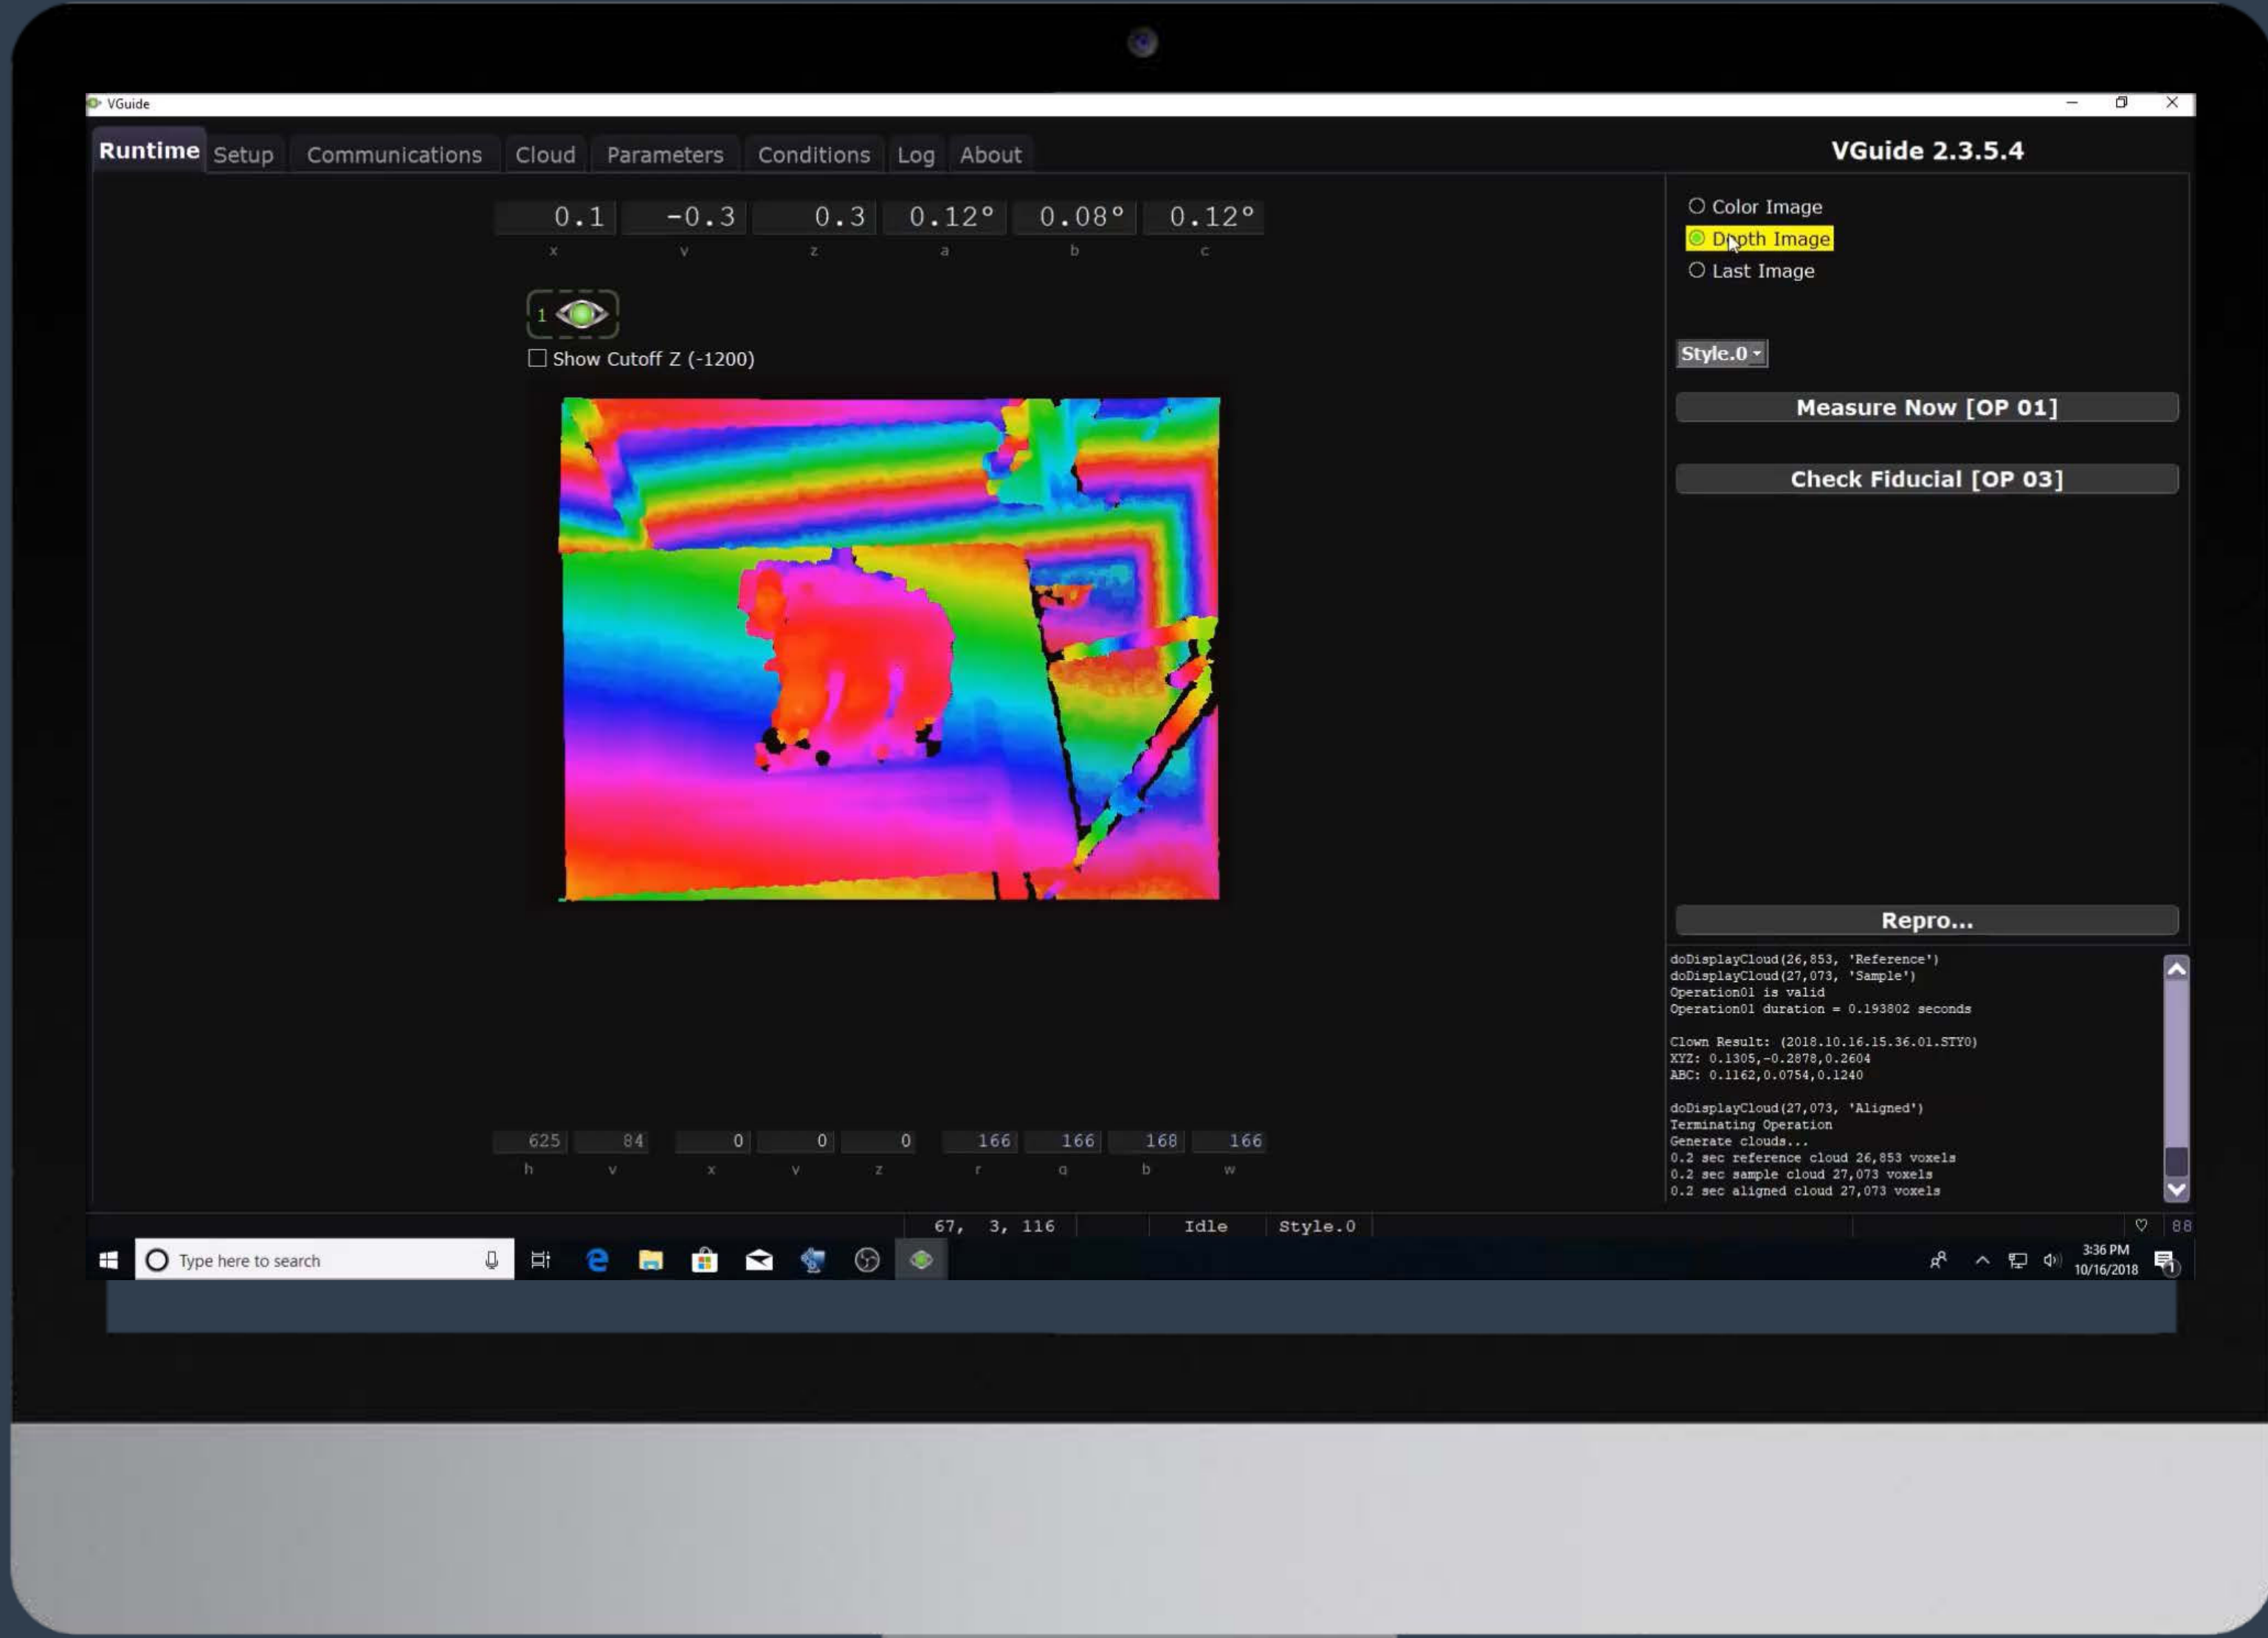 VGuide
Runtime Setup Communications Cloud Parameters Conditions Log About
VGuide 2.3.5.4
0.1 -0.3 0.3 0.12° 0.08° 0.12°
x y z a b c
1
Show Cutoff Z (-1200)
Color Image
Depth Image
Last Image
Style.0
Measure Now [OP 01]
Check Fiducial [OP 03]
Repro...
doDisplayCloud(26,853, 'Reference')
doDisplayCloud(27,073, 'Sample')
Operation01 is valid
Operation01 duration = 0.193802 seconds
Clown Result: (2018.10.16.15.36.01.STY0)
XYZ: 0.1305,-0.2878,0.2604
ABC: 0.1162,0.0754,0.1240
doDisplayCloud(27,073, 'Aligned')
Terminating Operation
Generate clouds...
0.2 sec reference cloud 26,853 voxels
0.2 sec sample cloud 27,073 voxels
0.2 sec aligned cloud 27,073 voxels
625 84 0 0 0 166 166 168 166
h v x y z r g b w
67, 3, 116 Idle Style.0 88
Type here to search
3:36 PM
10/16/2018
1